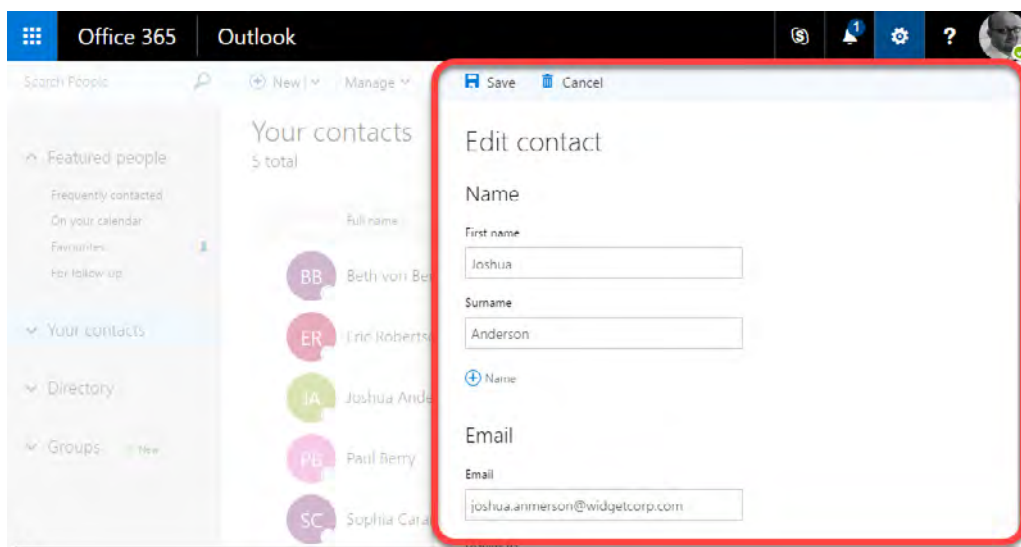 Office 365 Outlook 1 ?
Search People New Manage Save Cancel
Your contacts
5 total
Featured people
Frequently contacted
On your calendar
Favourites
For follow up
Your contacts
Directory
Groups New
Full name
BB Beth von Be
ER Eric Roberts
JA Joshua Ande
PB Paul Berry
SC Sophia Cara
Edit contact
Name
First name
Joshua
Surname
Anderson
Name
Email
Email
joshua.anmerson@widgetcorp.com